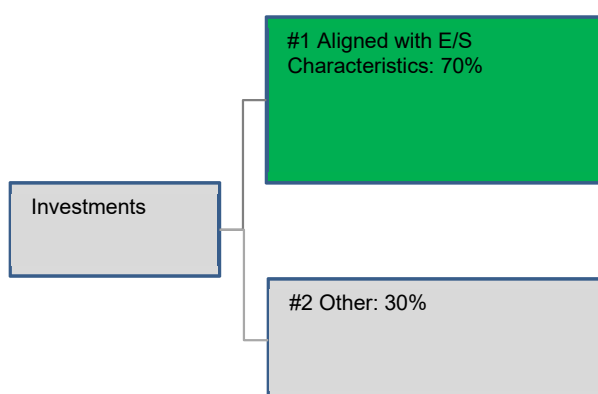 #1 Aligned with E/S
Characteristics: 70%
Investments
#2 Other: 30%